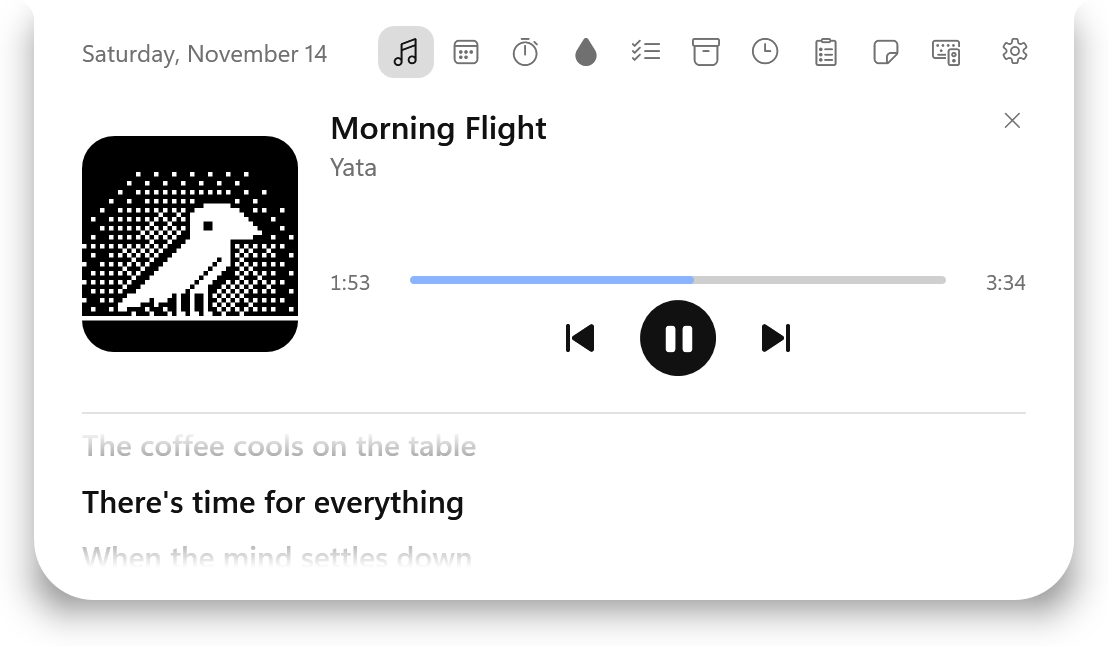 Saturday, November 14
Morning Flight
Yata
1:53
3:34
The coffee cools on the table
There's time for everything
When the mind settles down